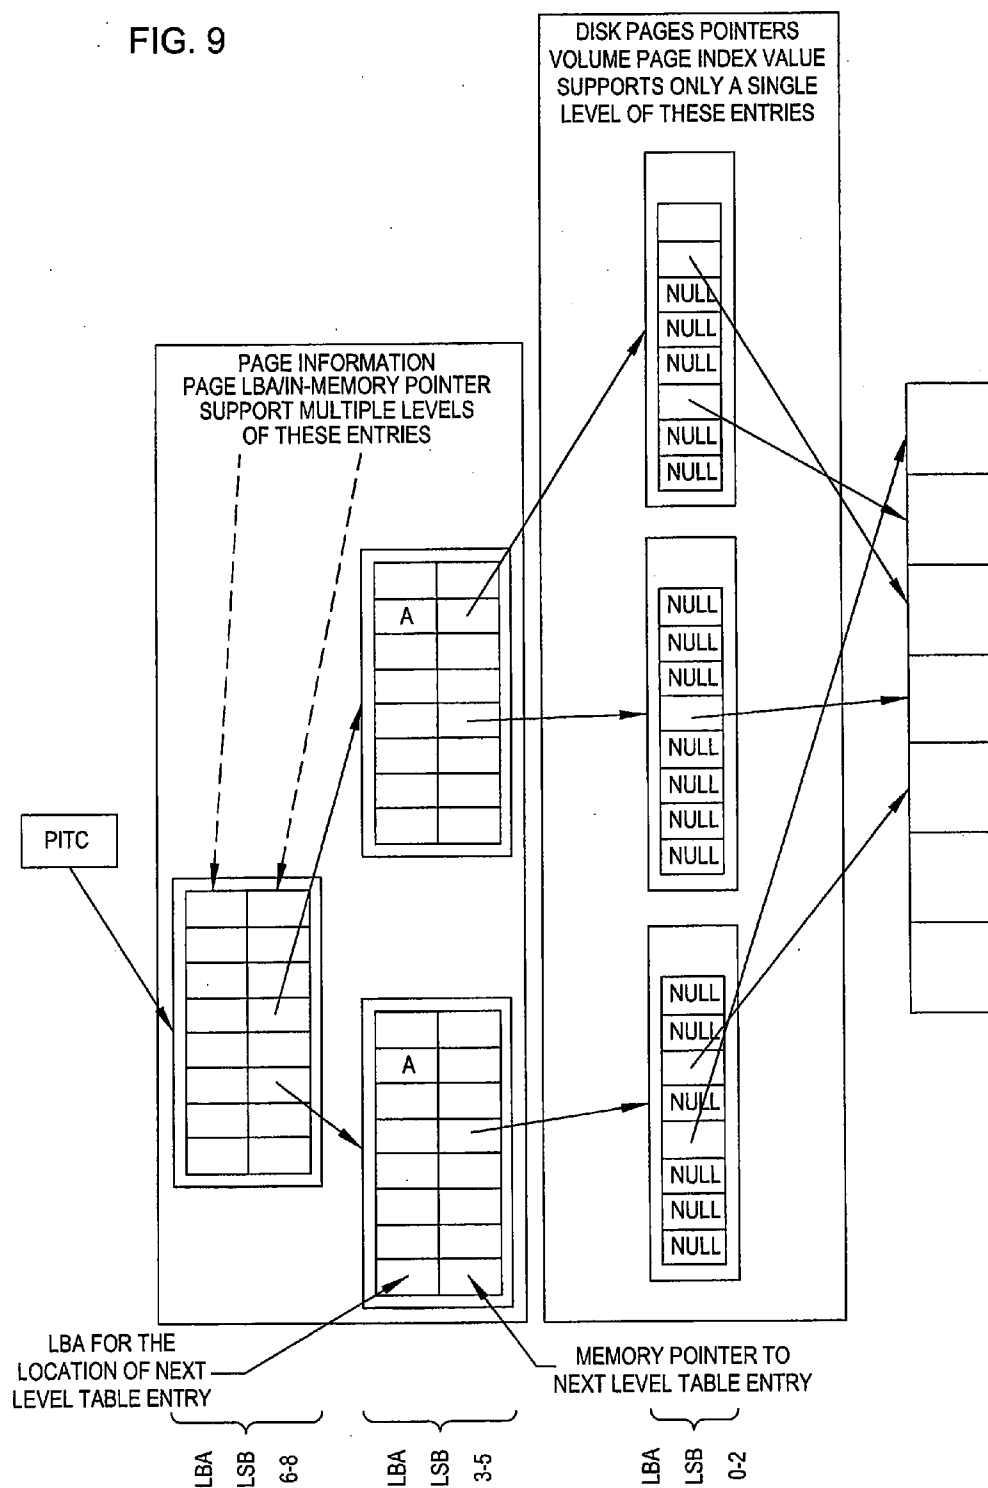 FIG. 9
DISK PAGES POINTERS
VOLUME PAGE INDEX VALUE
SUPPORTS ONLY A SINGLE
LEVEL OF THESE ENTRIES
NULL
NULL
NULL
NULL
NULL
PAGE INFORMATION
PAGE LBA/IN-MEMORY POINTER
SUPPORT MULTIPLE LEVELS
OF THESE ENTRIES
A
NULL
NULL
NULL
NULL
NULL
NULL
NULL
PITC
A
NULL
NULL
NULL
NULL
NULL
NULL
LBA FOR THE
LOCATION OF NEXT
LEVEL TABLE ENTRY
MEMORY POINTER TO
NEXT LEVEL TABLE ENTRY
LBA
LSB
6-8
LBA
LSB
3-5
LBA
LSB
0-2